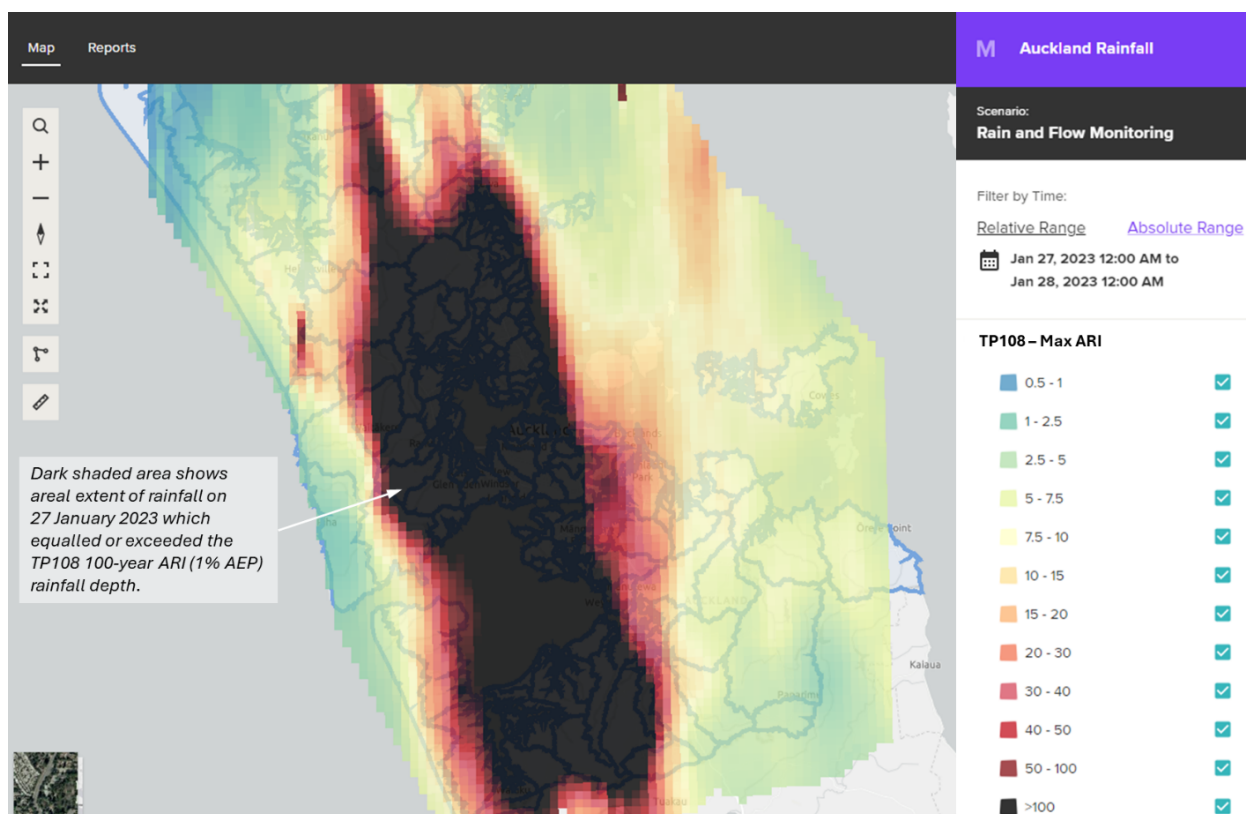 Map Reports
M Auckland Rainfall
Scenario:
Rain and Flow Monitoring
Filter by Time:
Relative Range Absolute Range
Jan 27, 2023 12:00 AM to
Jan 28, 2023 12:00 AM
TP108 – Max ARI
0.5 - 1
1 - 2.5
2.5 - 5
5 - 7.5
7.5 - 10
10 - 15
15 - 20
20 - 30
30 - 40
40 - 50
50 - 100
>100
Dark shaded area shows
areal extent of rainfall on
27 January 2023 which
equalled or exceeded the
TP108 100-year ARI (1% AEP)
rainfall depth.
AUCKLAND
Point
Kaiaua
Tuakau